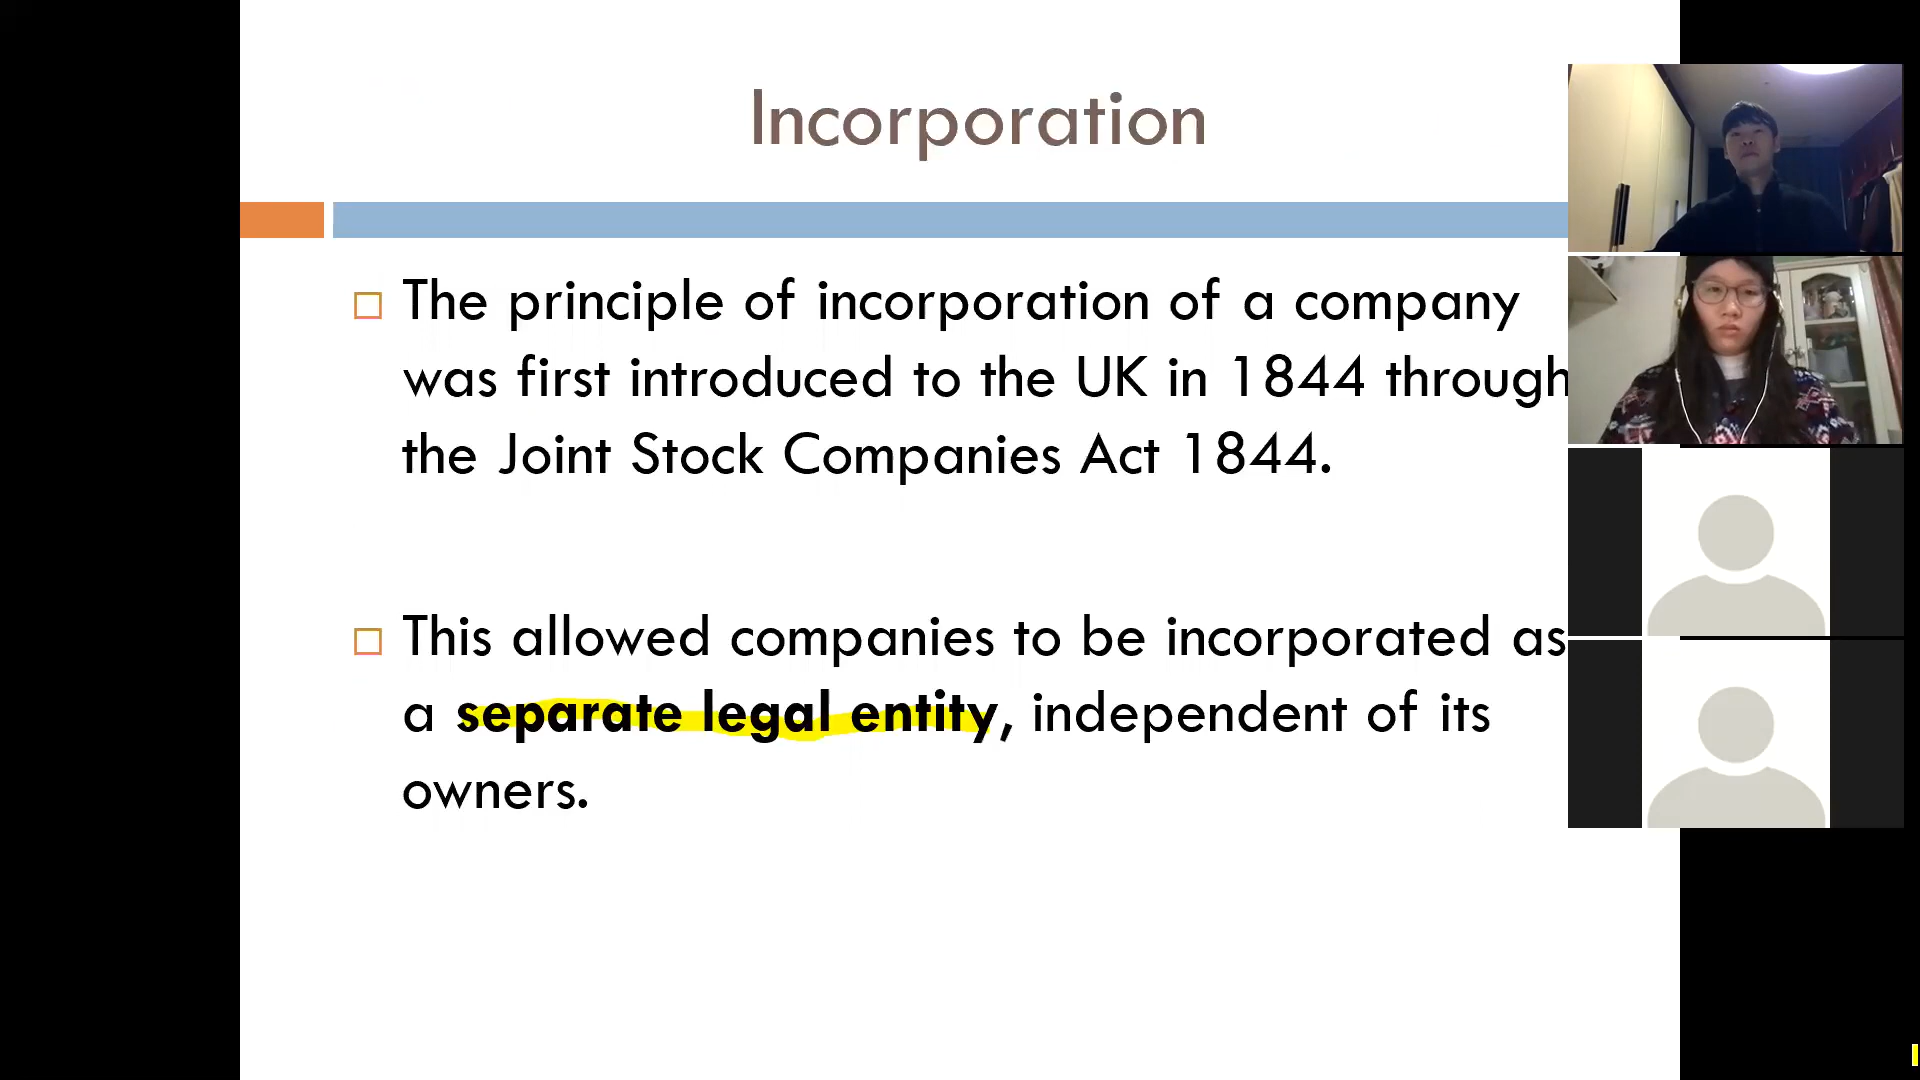 Incorporation
The principle of incorporation of a company
was first introduced to the UK in 1844 through
the Joint Stock Companies Act 1844.
This allowed companies to be incorporated as
a separate legal entity, independent of its
owners.